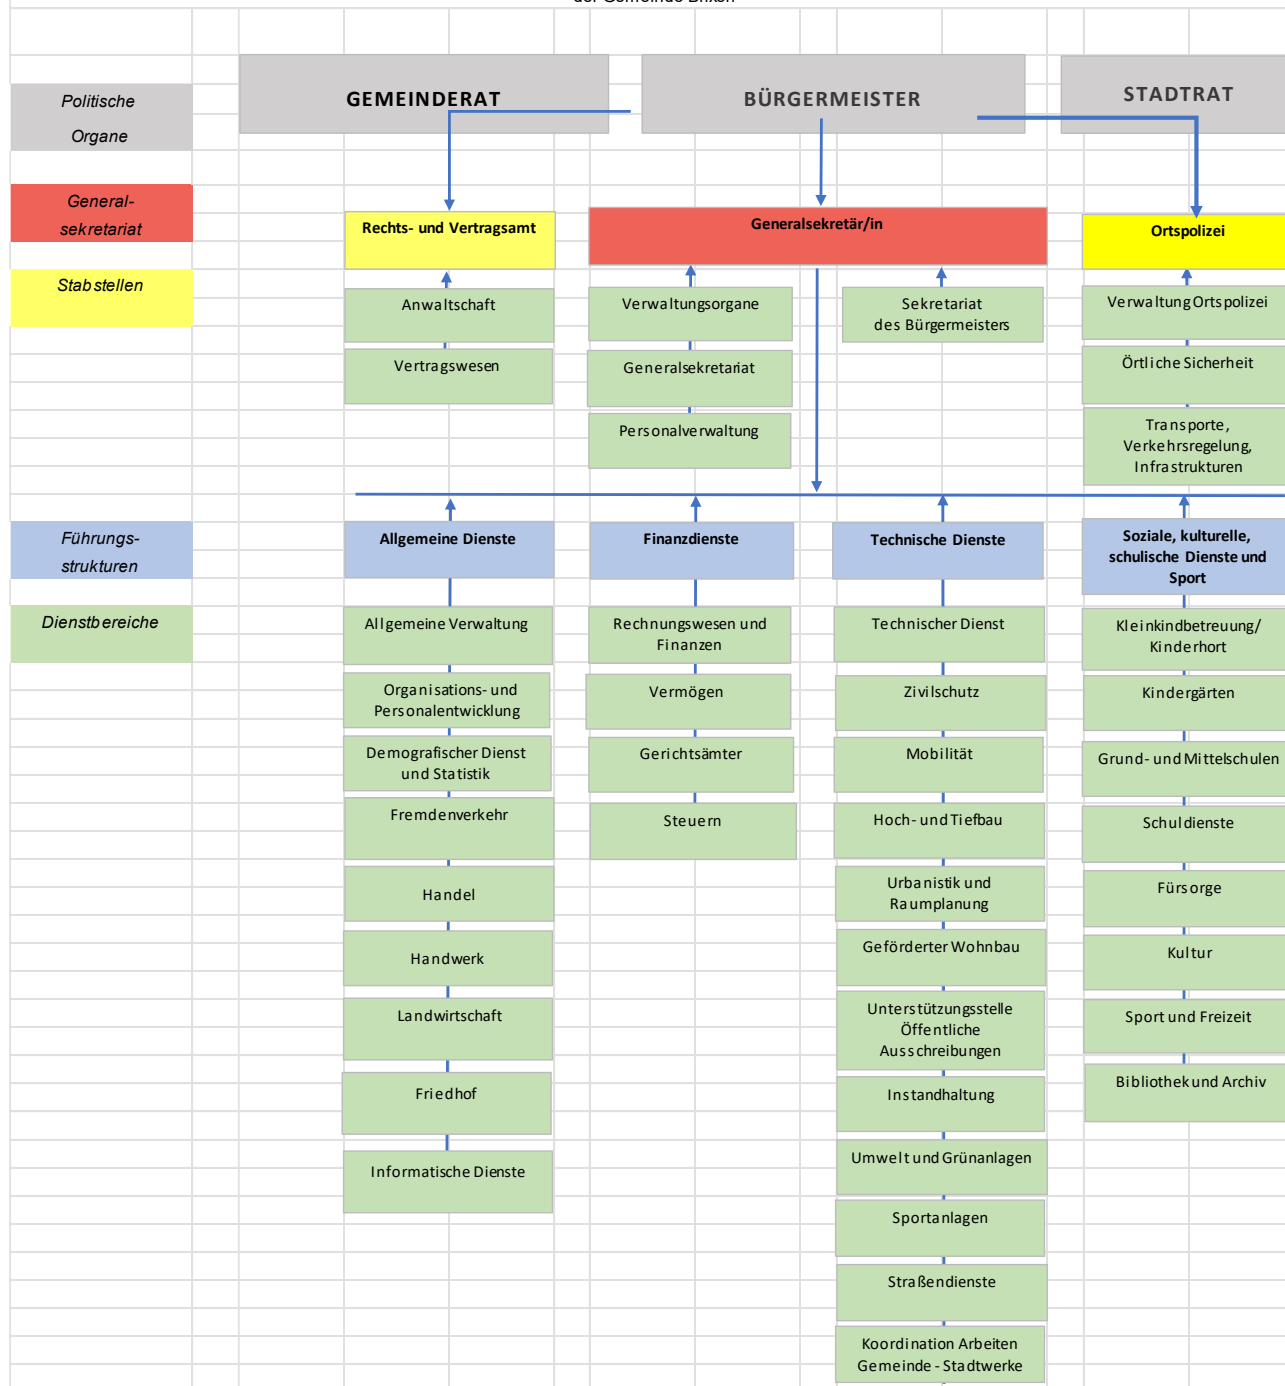 der Gemeinde Brixen
Politische
Organe
GEMEINDERAT
BÜRGERMEISTER
STADTRAT
General-
sekretariat
Rechts- und Vertragsamt
Generalsekretär/in
Ortspolizei
Stabstellen
Anwaltschaft
Vertragswesen
Verwaltungsorgane
Generalsekretariat
Personalverwaltung
Sekretariat
des Bürgermeisters
Verwaltung Ortspolizei
Örtliche Sicherheit
Transporte,
Verkehrsregelung,
Infrastrukturen
Führungs-
strukturen
Allgemeine Dienste
Finanzdienste
Technische Dienste
Soziale, kulturelle,
schulische Dienste und
Sport
Dienstbereiche
Allgemeine Verwaltung
Organisations- und
Personalentwicklung
Demografischer Dienst
und Statistik
Fremdenverkehr
Handel
Handwerk
Landwirtschaft
Friedhof
Informatische Dienste
Rechnungswesen und
Finanzen
Vermögen
Gerichtsämter
Steuern
Technischer Dienst
Zivilschutz
Mobilität
Hoch- und Tiefbau
Urbanistik und
Raumplanung
Geförderter Wohnbau
Unterstützungsstelle
Öffentliche
Ausschreibungen
Instandhaltung
Umwelt und Grünanlagen
Sportanlagen
Straßendienste
Koordination Arbeiten
Gemeinde - Stadtwerke
Kleinkindbetreuung/
Kinderhort
Kindergärten
Grund- und Mittelschulen
Schuldienste
Fürsorge
Kultur
Sport und Freizeit
Bibliothek und Archiv